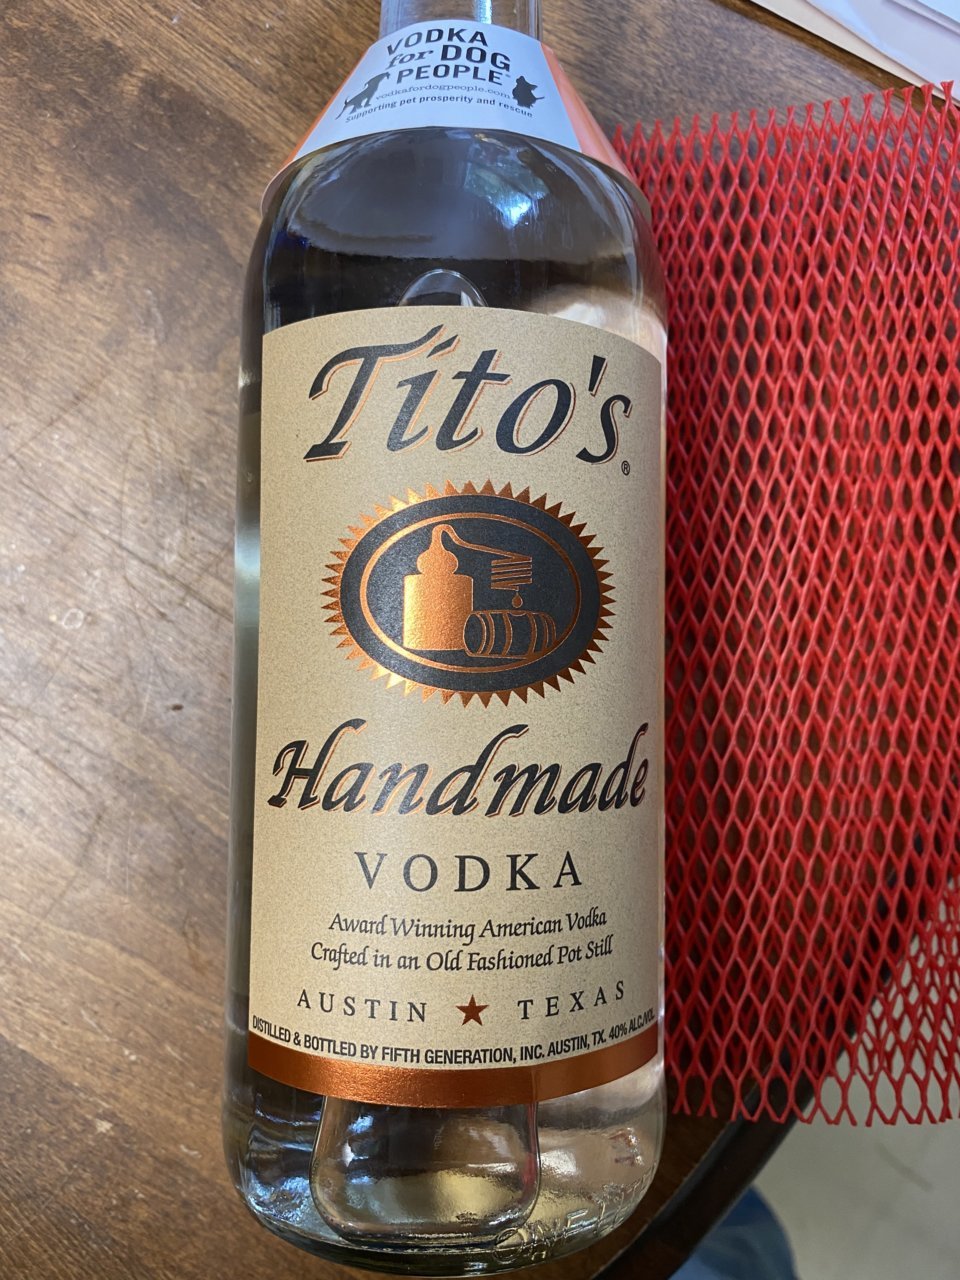 VODKA
for DOG
PEOPLE
vodkafordogpeople.com
Supporting pet prosperity and rescue
Tito's®
Handmade
VODKA
Award Winning American Vodka
Crafted in an Old Fashioned Pot Still
AUSTIN ★ TEXAS
DISTILLED & BOTTLED BY FIFTH GENERATION, INC. AUSTIN, TX. 40% ALC./VOL.